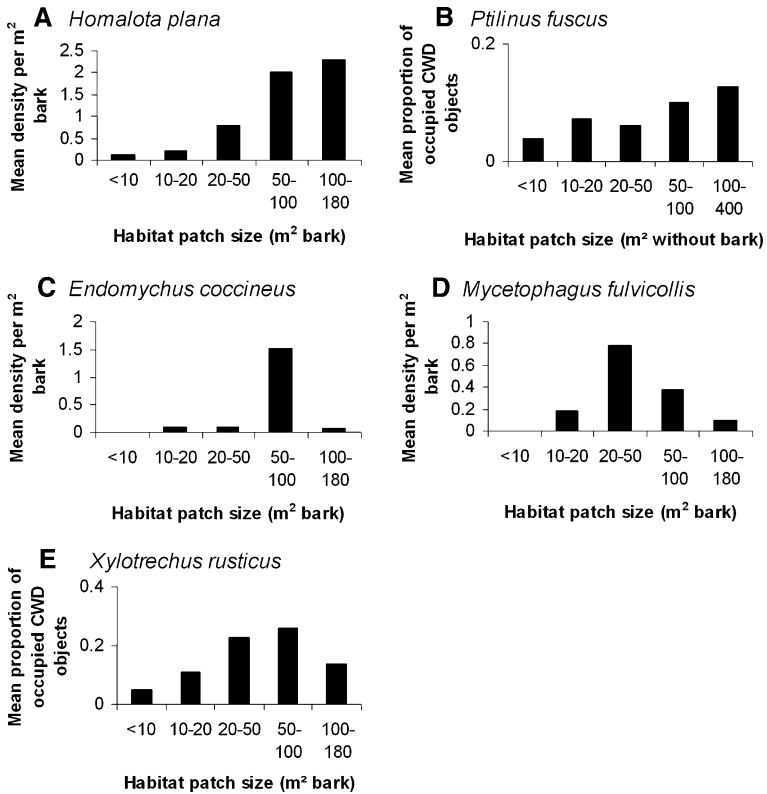 A Homalota plana
Mean density per m²
bark
2.5
2
1.5
1
0.5
0
<10 10-20 20-50 50- 100-
100 180
Habitat patch size (m² bark)
B Ptilinus fuscus
Mean proportion of
occupied CWD
objects
0.2
0
<10 10-20 20-50 50- 100-
100 400
Habitat patch size (m² without bark)
C Endomychus coccineus
Mean density per m²
bark
2
1.5
1
0.5
0
<10 10-20 20-50 50- 100-
100 180
Habitat patch size (m² bark)
D Mycetophagus fulvicollis
Mean density per m²
bark
1
0.8
0.6
0.4
0.2
0
<10 10-20 20-50 50- 100-
100 180
Habitat patch size (m² bark)
E Xylotrechus rusticus
Mean proportion of
occupied CWD
objects
0.4
0.2
0
<10 10-20 20-50 50- 100-
100 180
Habitat patch size (m² bark)